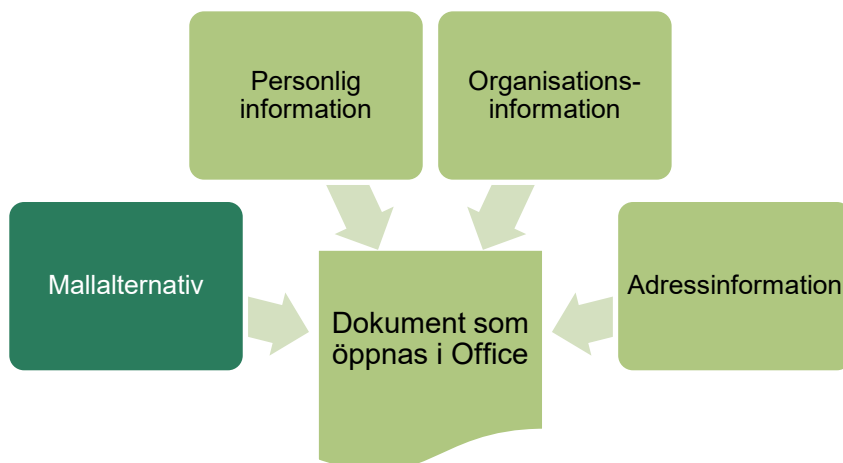 Personlig
information
Organisations-
information
Mallalternativ
Adressinformation
Dokument som
öppnas i Office